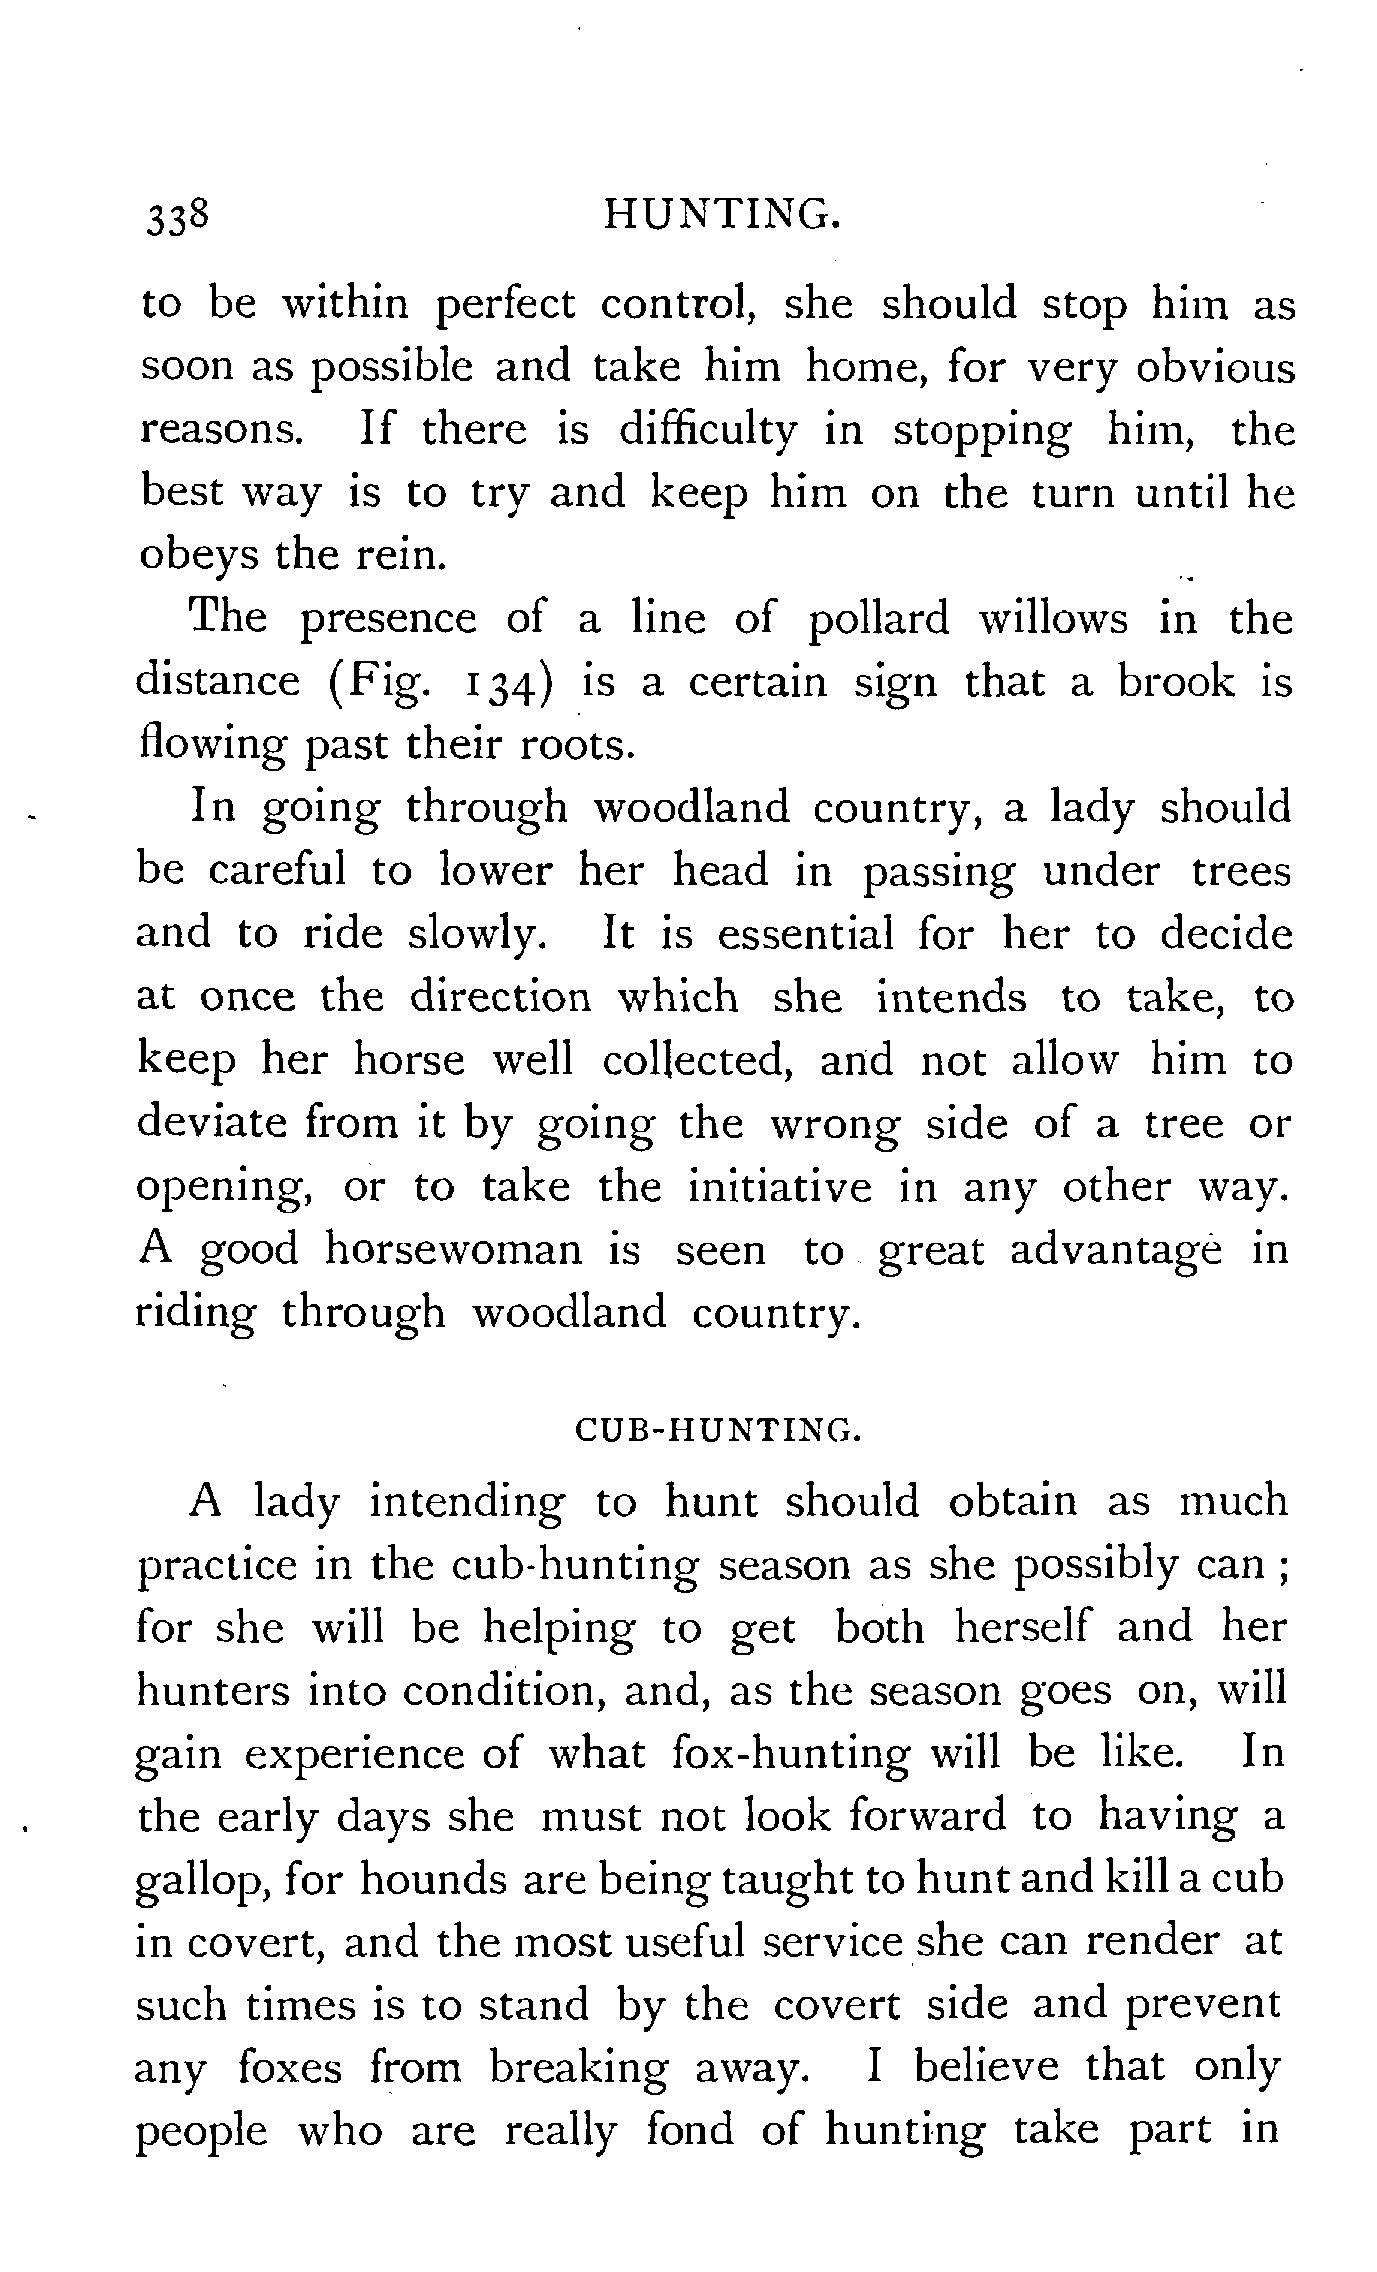 338 HUNTING.
to be within perfect control, she should stop him as
soon as possible and take him home, for very obvious
reasons. If there is difficulty in stopping him, the
best way is to try and keep him on the turn until he
obeys the rein.
The presence of a line of pollard willows in the
distance (Fig. 134) is a certain sign that a brook is
flowing past their roots.
In going through woodland country, a lady should
be careful to lower her head in passing under trees
and to ride slowly. It is essential for her to decide
at once the direction which she intends to take, to
keep her horse well collected, and not allow him to
deviate from it by going the wrong side of a tree or
opening, or to take the initiative in any other way.
A good horsewoman is seen to great advantage in
riding through woodland country.
CUB-HUNTING.
A lady intending to hunt should obtain as much
practice in the cub-hunting season as she possibly can ;
for she will be helping to get both herself and her
hunters into condition, and, as the season goes on, will
gain experience of what fox-hunting will be like. In
the early days she must not look forward to having a
gallop, for hounds are being taught to hunt and kill a cub
in covert, and the most useful service she can render at
such times is to stand by the covert side and prevent
any foxes from breaking away. I believe that only
people who are really fond of hunting take part in